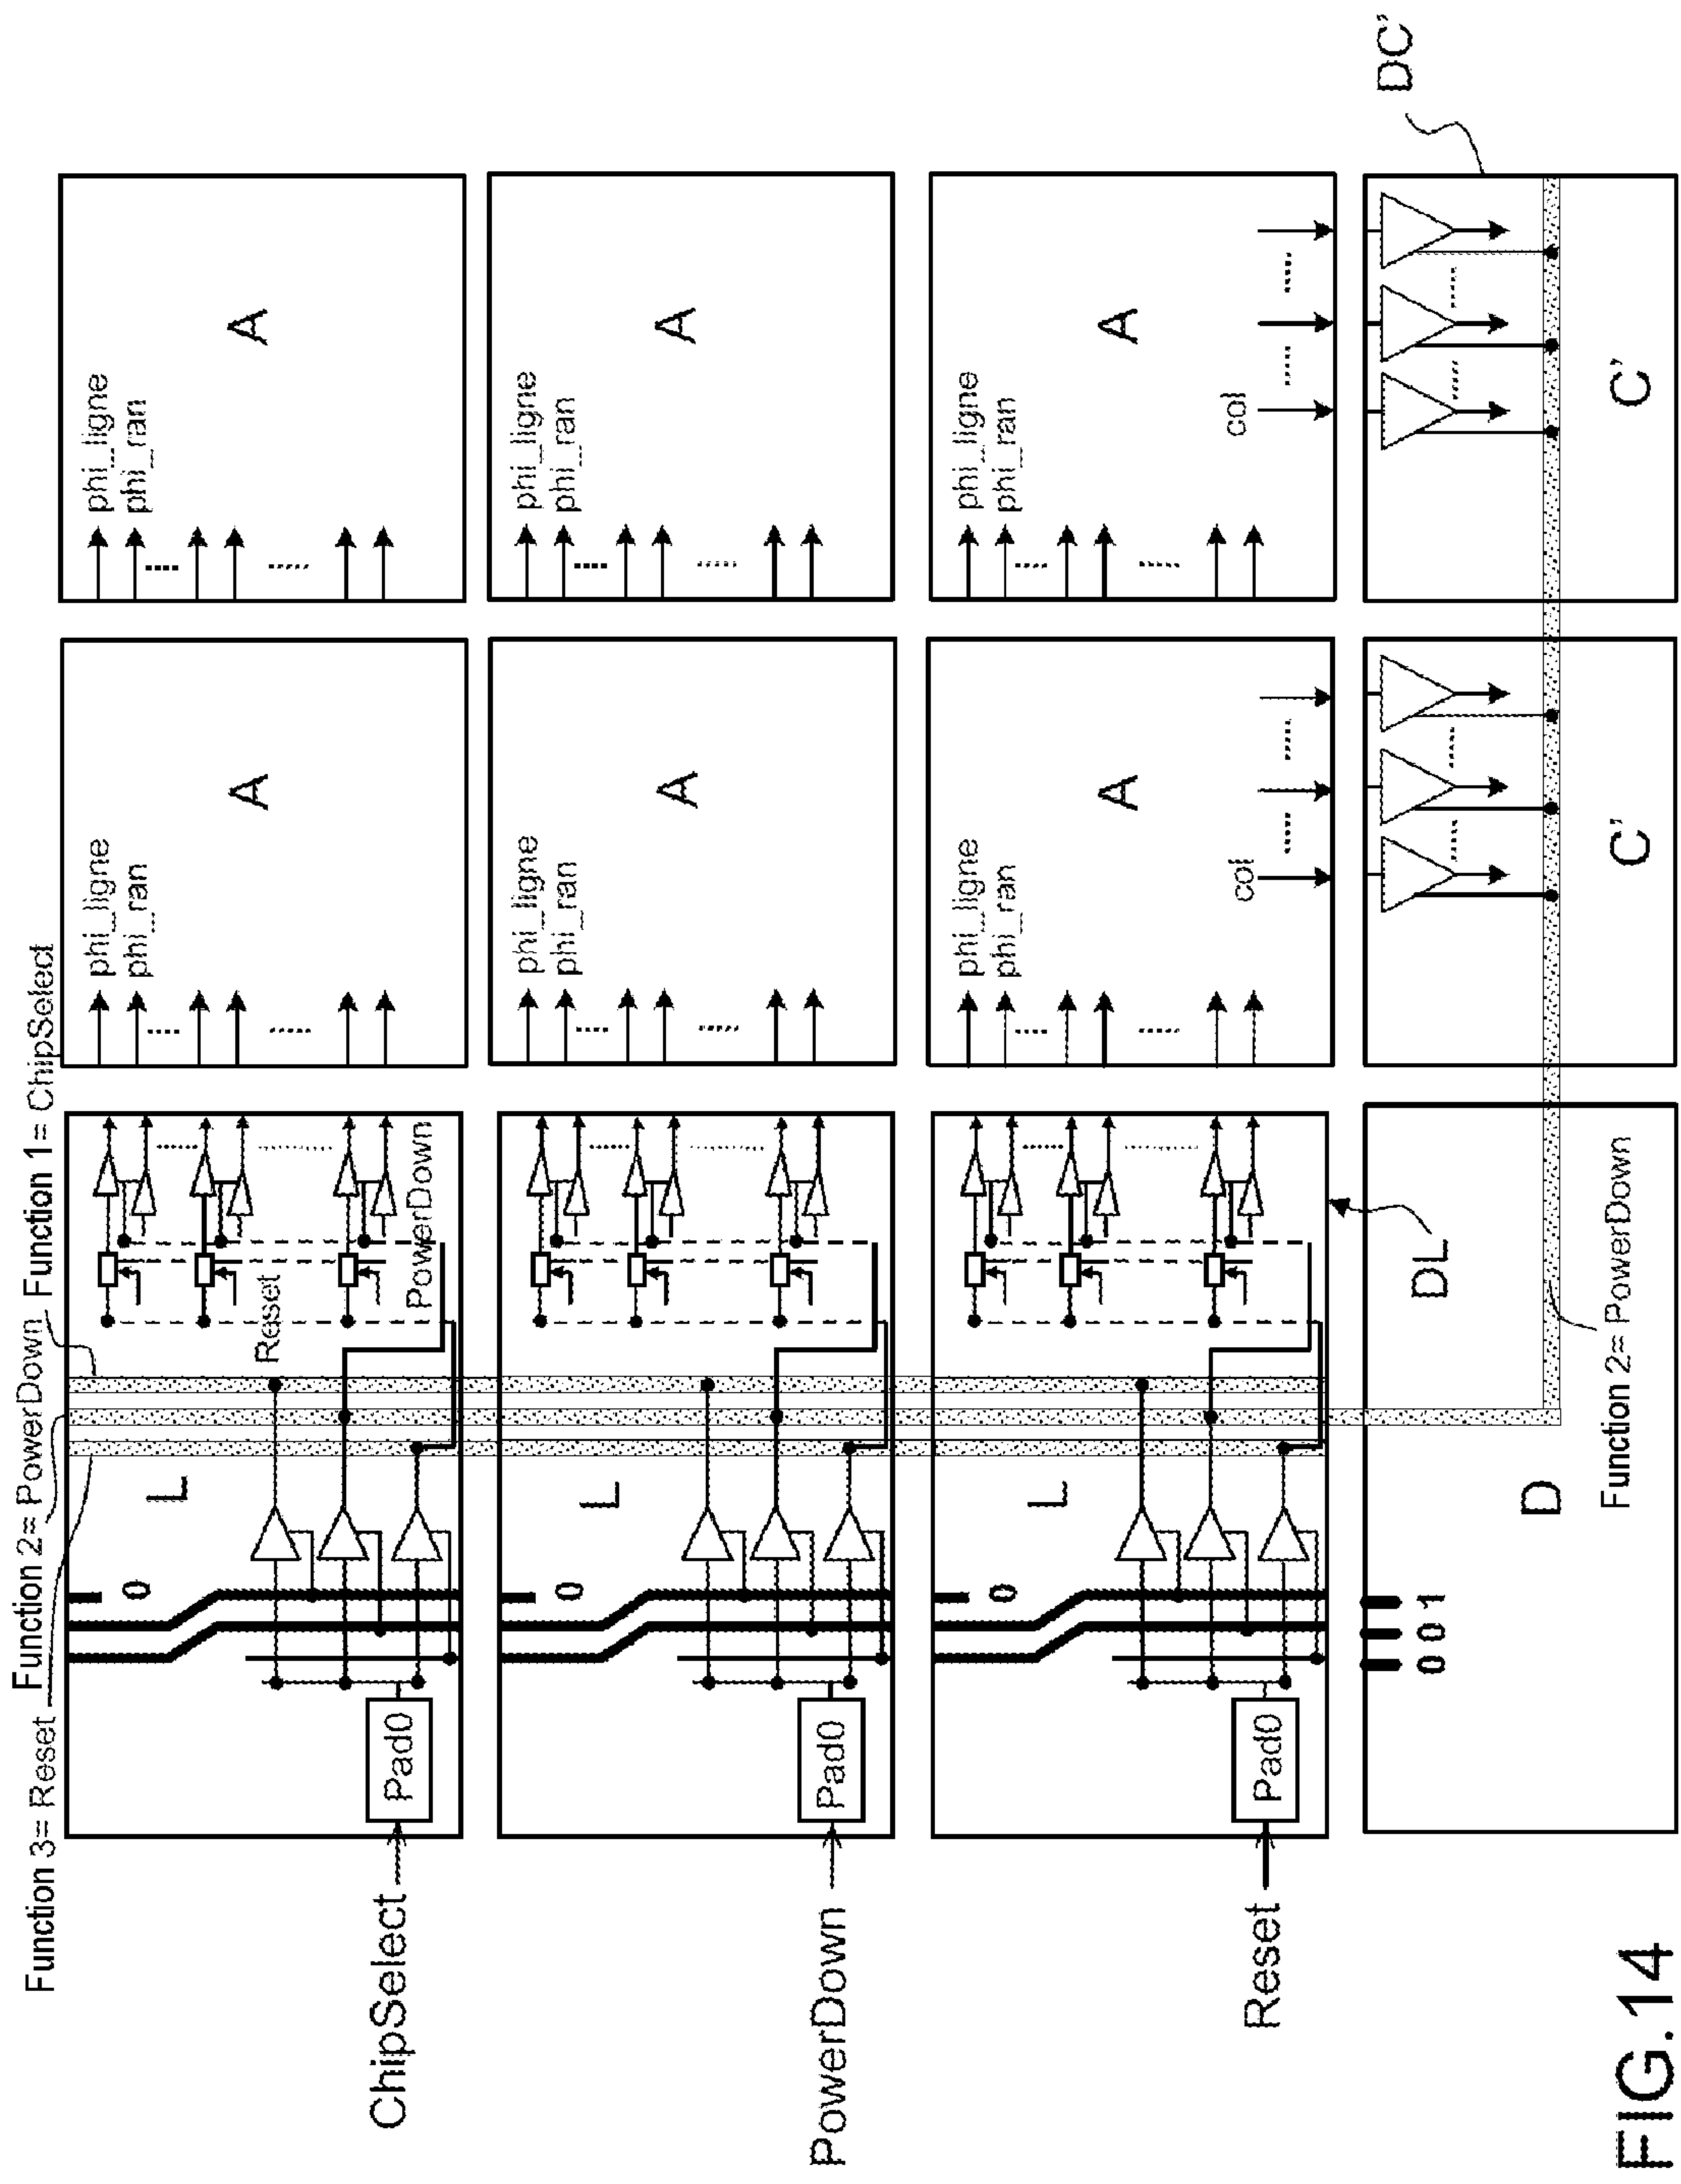 Function 3= Reset
Function 2= PowerDown
Function 1= ChipSelect
ChipSelect
Pad0
0
L
Reset
PowerDown
phi_ligne
phi_ran
A
phi_ligne
phi_ran
A
PowerDown
Pad0
0
L
phi_ligne
phi_ran
A
phi_ligne
phi_ran
A
Reset
Pad0
0
L
phi_ligne
phi_ran
A
col
phi_ligne
phi_ran
A
col
DL
DC'
0 0 1
D
Function 2= PowerDown
C'
C'
FIG.14